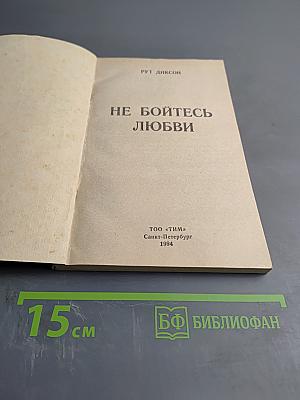 РУТ ДИКСОН
НЕ БОЙТЕСЬ
ЛЮБВИ
ТОО «ТИМ»
Санкт-Петербург
1994
15 см
БФ БИБЛИОФАН